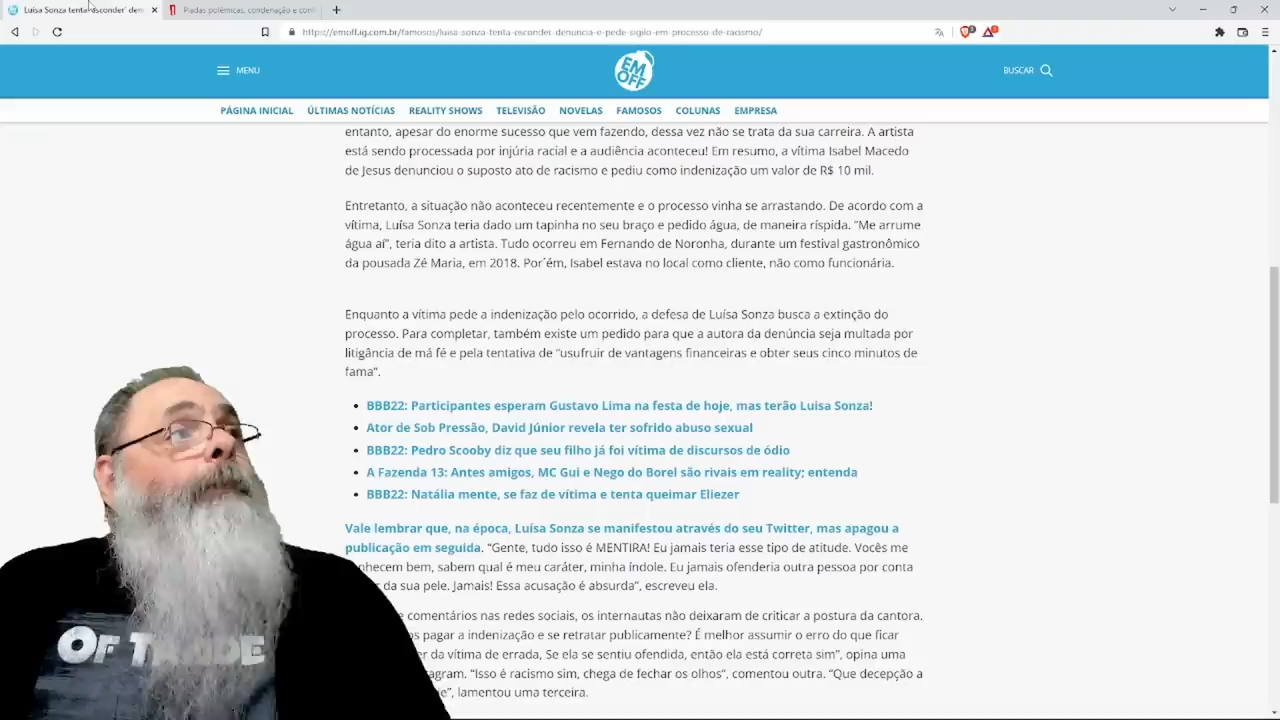 Luísa Sonza tenta 'esconder' den
Piadas polêmicas, condenação e conf
https://emoff.ig.com.br/famosos/luisa-sonza-tenta-esconder-denuncia-e-pede-sigilo-em-processo-de-racismo/
MENU
EM OFF
BUSCAR
PÁGINA INICIAL ÚLTIMAS NOTÍCIAS REALITY SHOWS TELEVISÃO NOVELAS FAMOSOS COLUNAS EMPRESA
entanto, apesar do enorme sucesso que vem fazendo, dessa vez não se trata da sua carreira. A artista
está sendo processada por injúria racial e a audiência aconteceu! Em resumo, a vítima Isabel Macedo
de Jesus denunciou o suposto ato de racismo e pediu como indenização um valor de R$ 10 mil.
Entretanto, a situação não aconteceu recentemente e o processo vinha se arrastando. De acordo com a
vítima, Luísa Sonza teria dado um tapinha no seu braço e pedido água, de maneira ríspida. "Me arrume
água aí", teria dito a artista. Tudo ocorreu em Fernando de Noronha, durante um festival gastronômico
da pousada Zé Maria, em 2018. Por´ém, Isabel estava no local como cliente, não como funcionária.
Enquanto a vítima pede a indenização pelo ocorrido, a defesa de Luísa Sonza busca a extinção do
processo. Para completar, também existe um pedido para que a autora da denúncia seja multada por
litigância de má fé e pela tentativa de "usufruir de vantagens financeiras e obter seus cinco minutos de
fama".
• BBB22: Participantes esperam Gustavo Lima na festa de hoje, mas terão Luisa Sonza!
• Ator de Sob Pressão, David Júnior revela ter sofrido abuso sexual
• BBB22: Pedro Scooby diz que seu filho já foi vítima de discursos de ódio
• A Fazenda 13: Antes amigos, MC Gui e Nego do Borel são rivais em reality; entenda
• BBB22: Natália mente, se faz de vítima e tenta queimar Eliezer
Vale lembrar que, na época, Luísa Sonza se manifestou através do seu Twitter, mas apagou a
publicação em seguida. "Gente, tudo isso é MENTIRA! Eu jamais teria esse tipo de atitude. Vocês me
nhecem bem, sabem qual é meu caráter, minha índole. Eu jamais ofenderia outra pessoa por conta
da sua pele. Jamais! Essa acusação é absurda", escreveu ela.
e comentários nas redes sociais, os internautas não deixaram de criticar a postura da cantora.
os pagar a indenização e se retratar publicamente? É melhor assumir o erro do que ficar
er da vítima de errada, Se ela se sentiu ofendida, então ela está correta sim", opina uma
agram. "Isso é racismo sim, chega de fechar os olhos", comentou outra. "Que decepção a
e", lamentou uma terceira.
OF